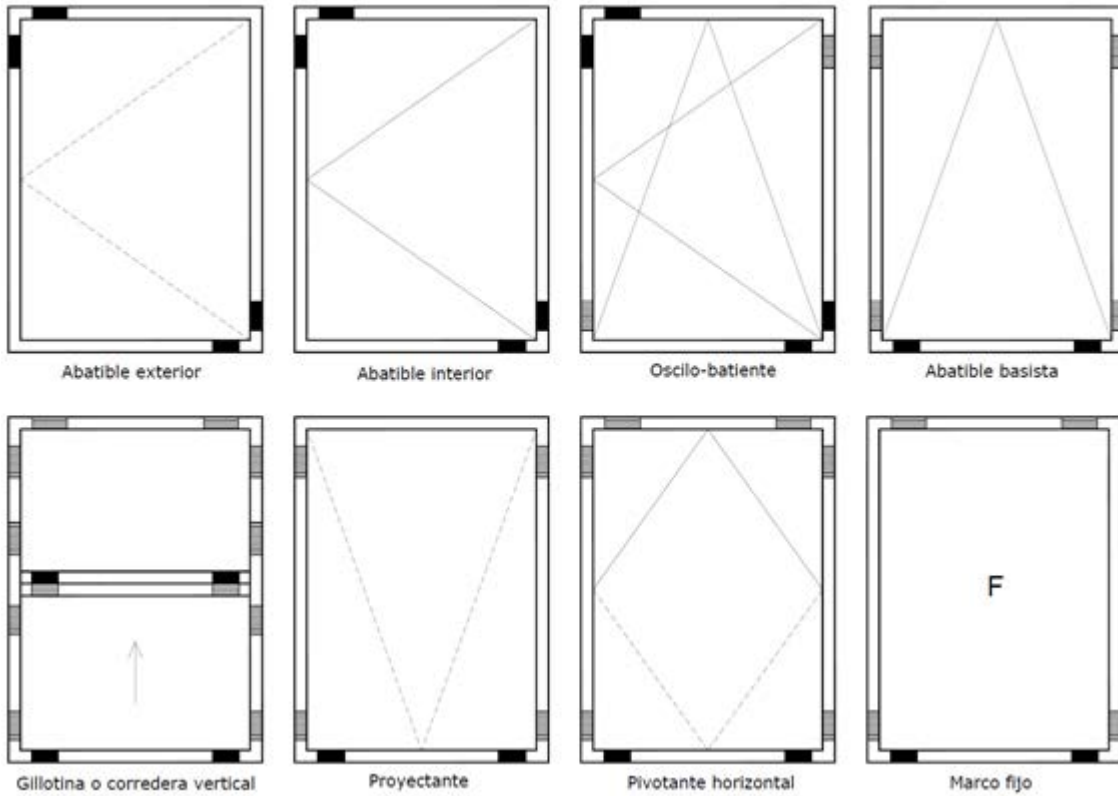 Abatible exterior
Abatible interior
Oscilo-batiente
Abatible basista
F
Gillotina o corredera vertical
Proyectante
Pivotante horizontal
Marco fijo